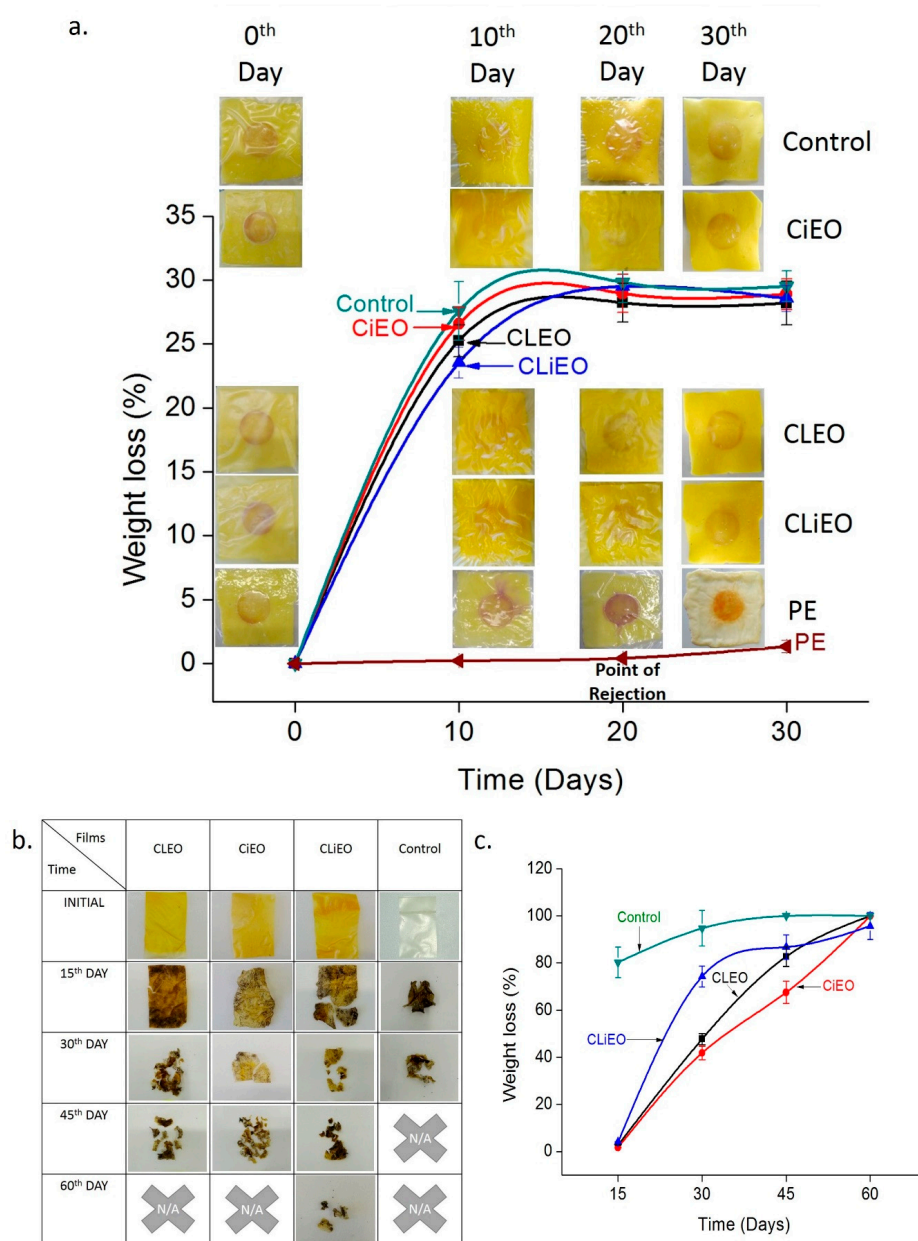 a.
0th
Day
10th
Day
20th
Day
30th
Day
Control
CiEO
35
30
25
20
15
10
5
0
Weight loss (%)
Control
CiEO
CLEO
CLiEO
CLEO
CLiEO
PE
PE
Point of
Rejection
0
10
20
30
Time (Days)
b.
Films
Time
CLEO
CiEO
CLiEO
Control
INITIAL
15th DAY
30th DAY
45th DAY
N/A
60th DAY
N/A
N/A
N/A
c.
120
100
80
60
40
20
0
Weight loss (%)
Control
CLEO
CiEO
CLiEO
15
30
45
60
Time (Days)